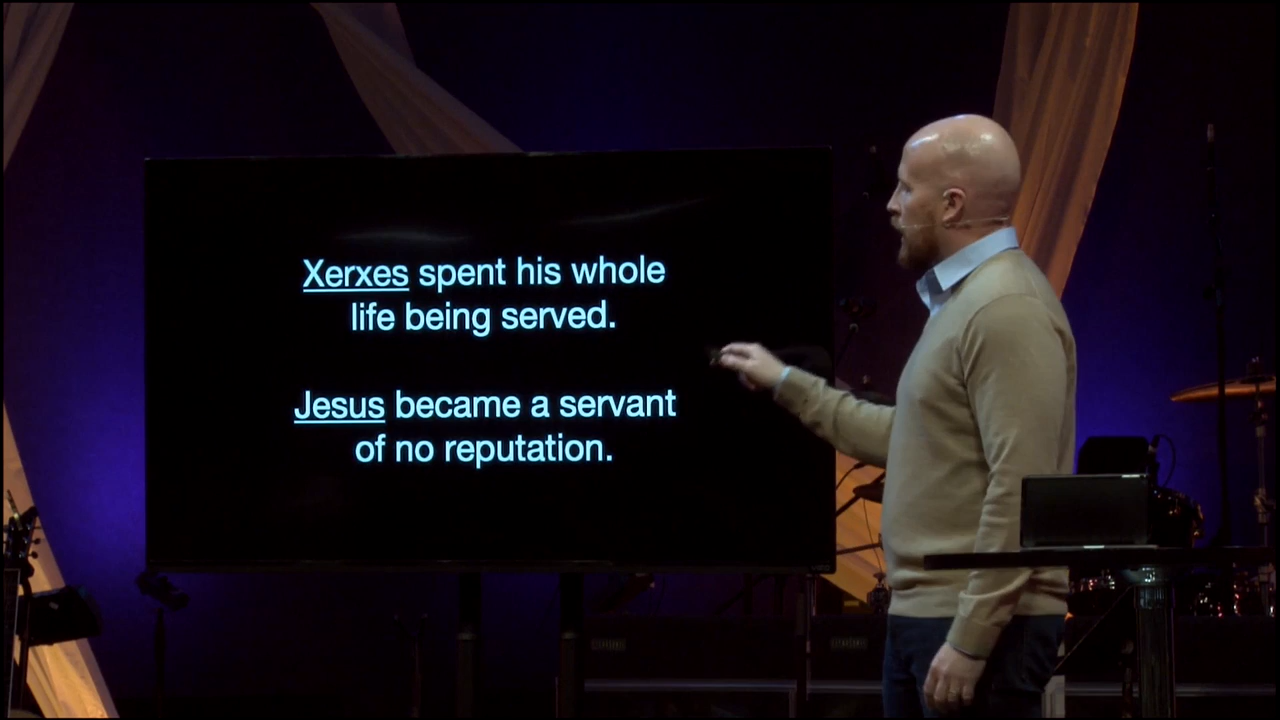 Xerxes spent his whole
life being served.
Jesus became a servant
of no reputation.